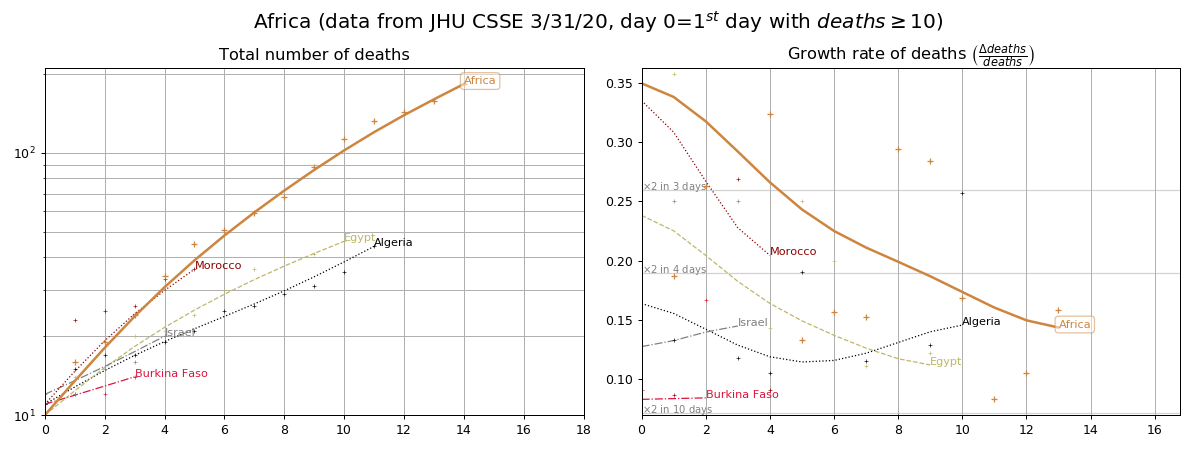 Africa (data from JHU CSSE 3/31/20, day 0=1st day with deaths ≥ 10)
Total number of deaths
Africa
Egypt
Algeria
Morocco
Israel
Burkina Faso
10²
10¹
0 2 4 6 8 10 12 14 16 18
Growth rate of deaths (Δdeaths/deaths)
0.35
0.30
0.25
0.20
0.15
0.10
×2 in 3 days
×2 in 4 days
×2 in 10 days
Morocco
Israel
Algeria
Africa
Egypt
Burkina Faso
0 2 4 6 8 10 12 14 16